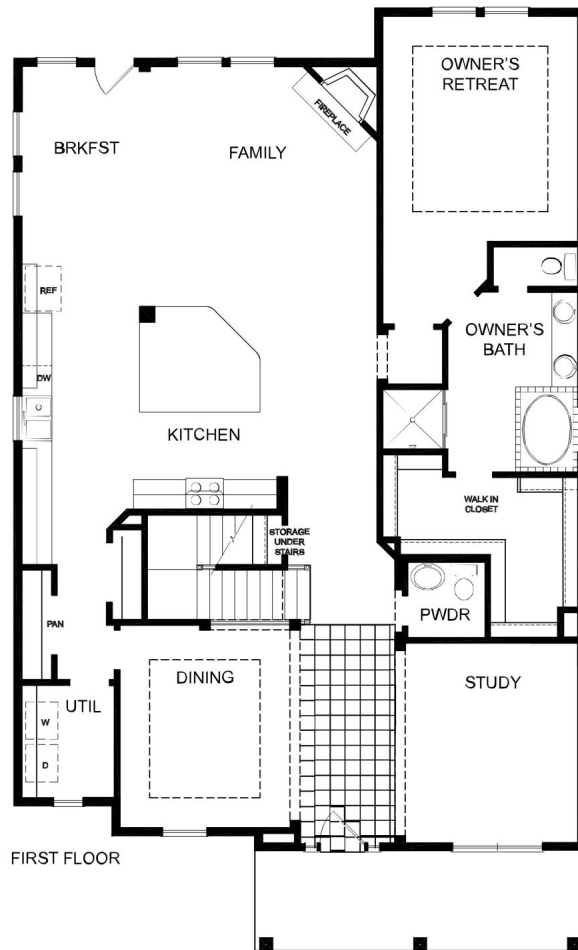 OWNER'S
RETREAT
FIREPLACE
BRKFST
FAMILY
REF
OWNER'S
BATH
DW
KITCHEN
WALK IN
CLOSET
STORAGE
UNDER
STAIRS
PAN
PWDR
DINING
STUDY
UTIL
W
D
FIRST FLOOR